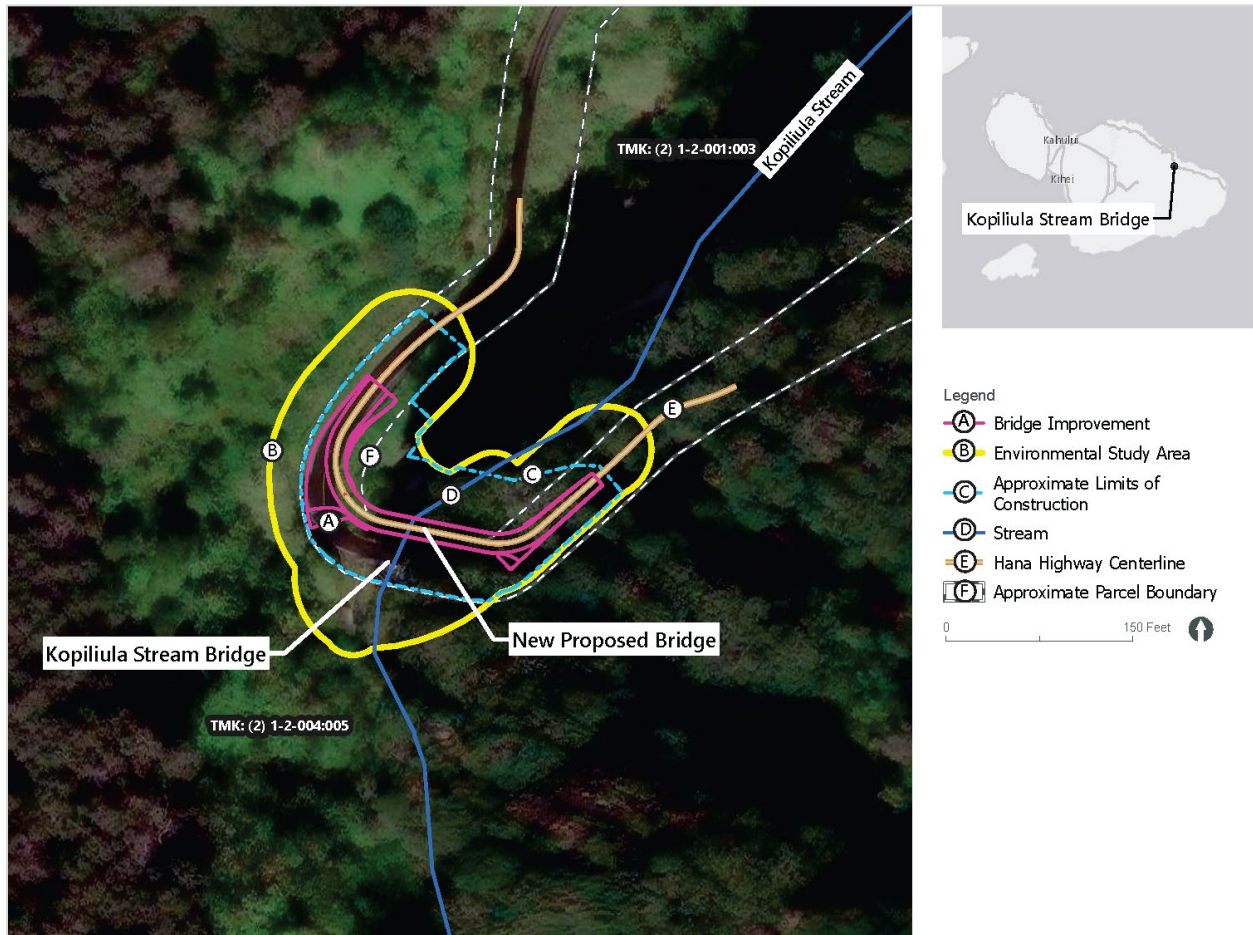 TMK: (2) 1-2-001:003
Kopiliula Stream
B
F
A
D
C
E
Kopiliula Stream Bridge
New Proposed Bridge
TMK: (2) 1-2-004:005
Kahului
Kihei
Kopiliula Stream Bridge
Legend
A Bridge Improvement
B Environmental Study Area
C Approximate Limits of
Construction
D Stream
E Hana Highway Centerline
F Approximate Parcel Boundary
0 150 Feet